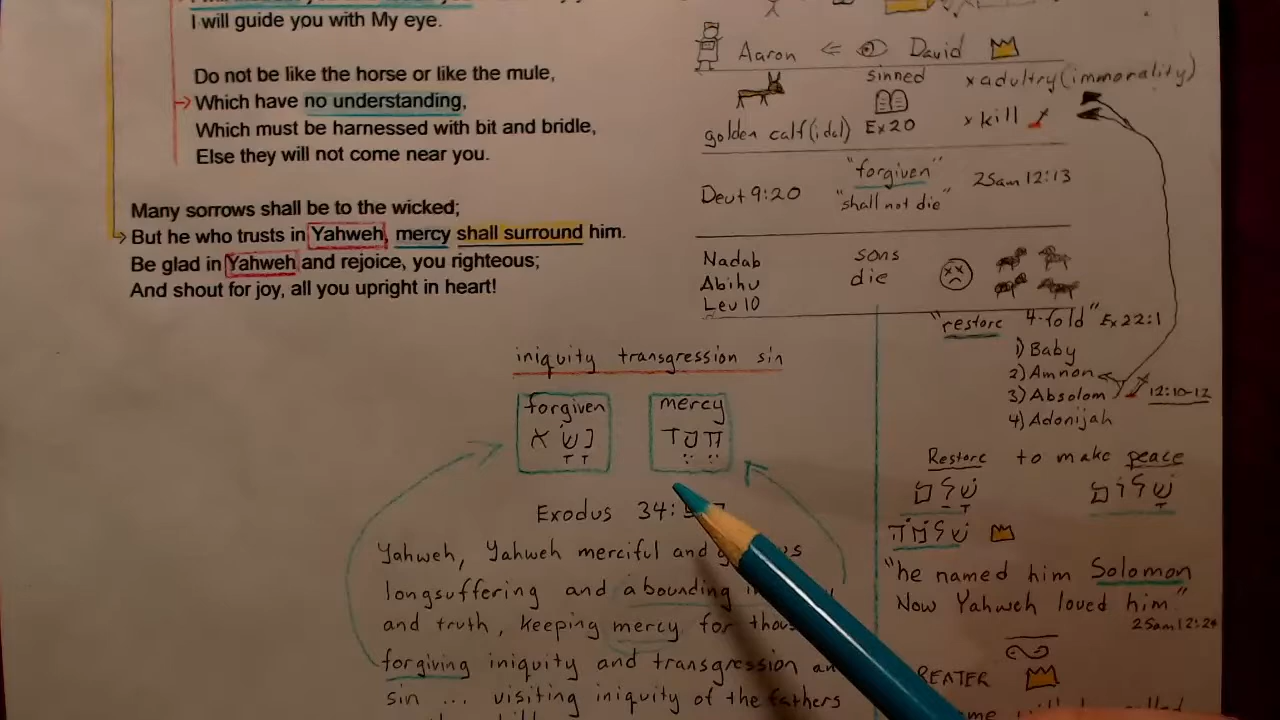 I will guide you with My eye.
Do not be like the horse or like the mule,
Which have no understanding,
Which must be harnessed with bit and bridle,
Else they will not come near you.
Many sorrows shall be to the wicked;
But he who trusts in Yahweh, mercy shall surround him.
Be glad in Yahweh and rejoice, you righteous;
And shout for joy, all you upright in heart!
Aaron ⇐ David
sinned
x adultry (immorality)
golden calf (idol) Ex 20 x kill
Deut 9:20 "forgiven" 2 Sam 12:13
"shall not die"
Nadab sons
Abihu die
Lev 10
"restore 4-fold" Ex 22:1
1) Baby
2) Amnon
3) Absolom 12:10-12
4) Adonijah
iniquity transgression sin
forgiven mercy
נָשָׂא חֶסֶד
Exodus 34:
Yahweh, Yahweh merciful and
longsuffering and abounding
and truth, keeping mercy for
forgiving iniquity and transgression
sin ... visiting iniquity of the fathers
Restore to make peace
שָׁלַם שָׁלוֹם
שלמה
"he named him Solomon
Now Yahweh loved him."
2 Sam 12:24